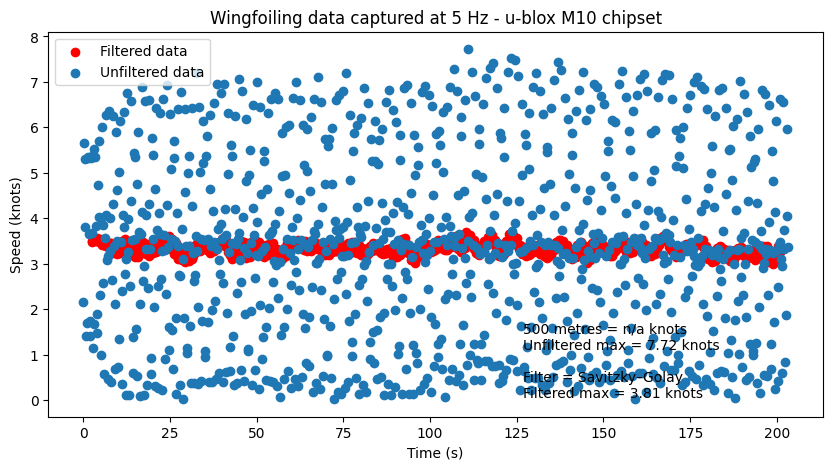 Wingfoiling data captured at 5 Hz - u-blox M10 chipset
Filtered data
Unfiltered data
Speed (knots)
8
7
6
5
4
3
2
1
0
500 metres = n/a knots
Unfiltered max = 7.72 knots
Filter = Savitzky–Golay
Filtered max = 3.81 knots
0 25 50 75 100 125 150 175 200
Time (s)